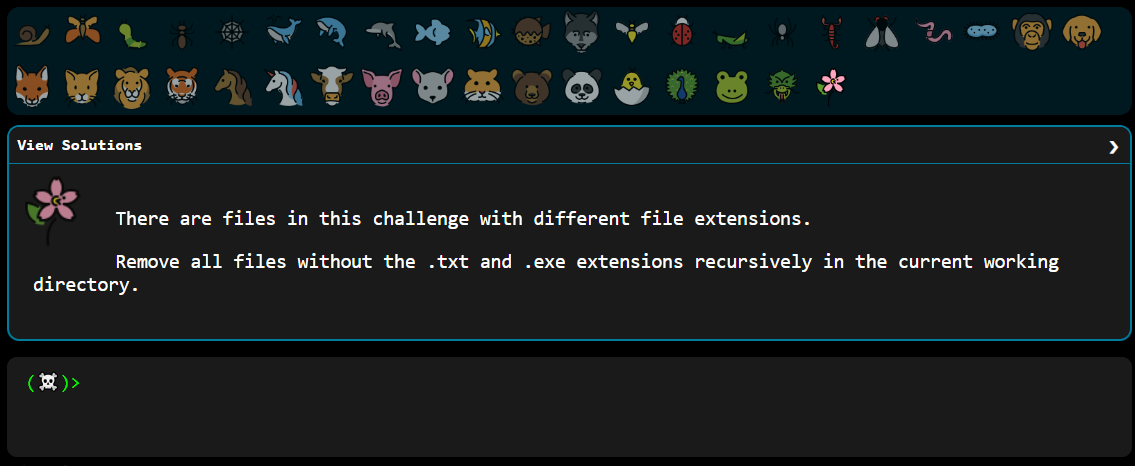 View Solutions ❯
There are files in this challenge with different file extensions.
Remove all files without the .txt and .exe extensions recursively in the current working
directory.
(☠️)>